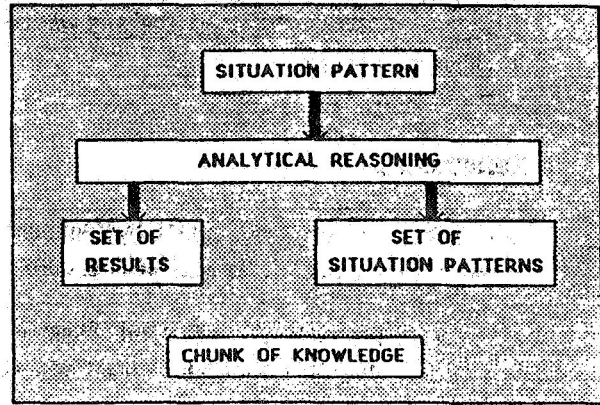 SITUATION PATTERN
ANALYTICAL REASONING
SET OF
RESULTS
SET OF
SITUATION PATTERNS
CHUNK OF KNOWLEDGE